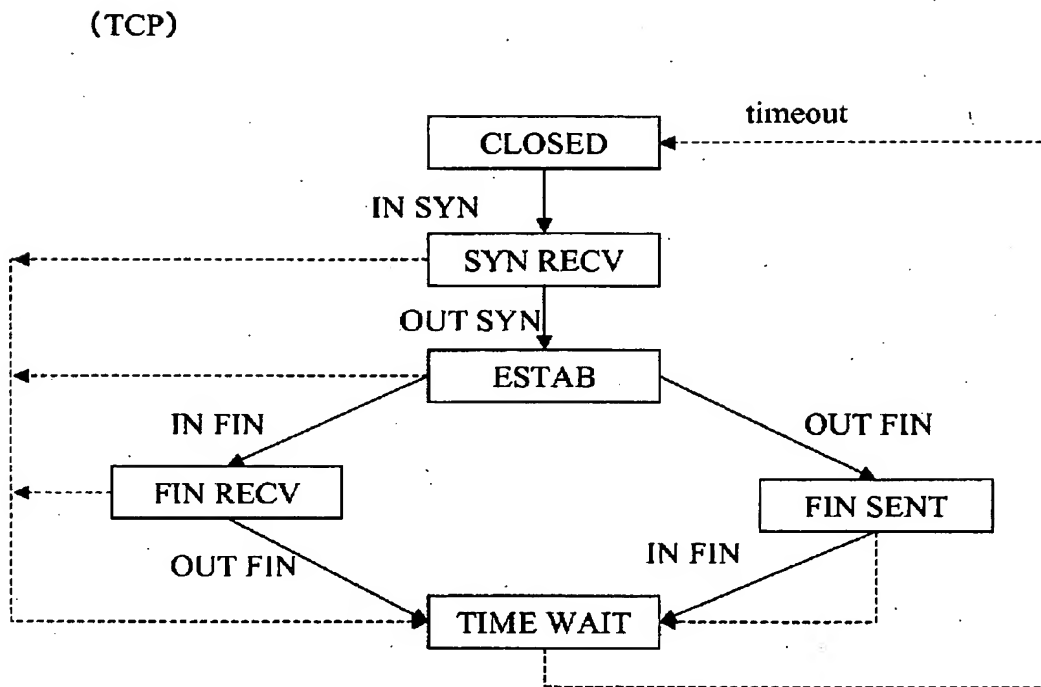 (TCP)
timeout
CLOSED
IN SYN
SYN RECV
OUT SYN
ESTAB
IN FIN
OUT FIN
FIN RECV
FIN SENT
OUT FIN
IN FIN
TIME WAIT